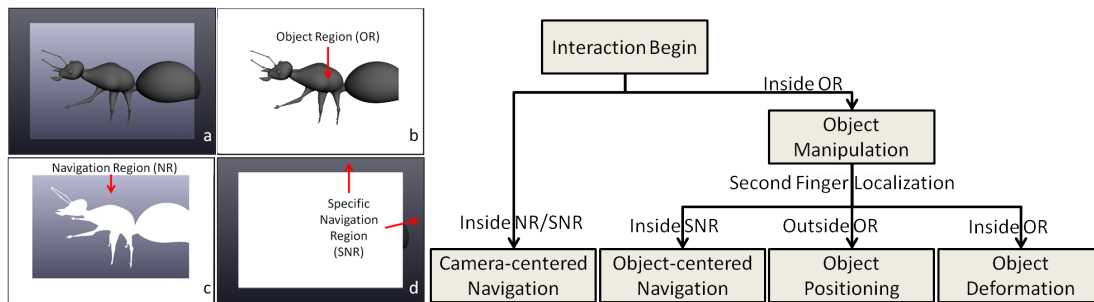 a
Object Region (OR)
b
Navigation Region (NR)
c
Specific
Navigation
Region
(SNR)
d
Interaction Begin
Inside OR
Object
Manipulation
Second Finger Localization
Inside NR/SNR
Inside SNR
Outside OR
Inside OR
Camera-centered
Navigation
Object-centered
Navigation
Object
Positioning
Object
Deformation